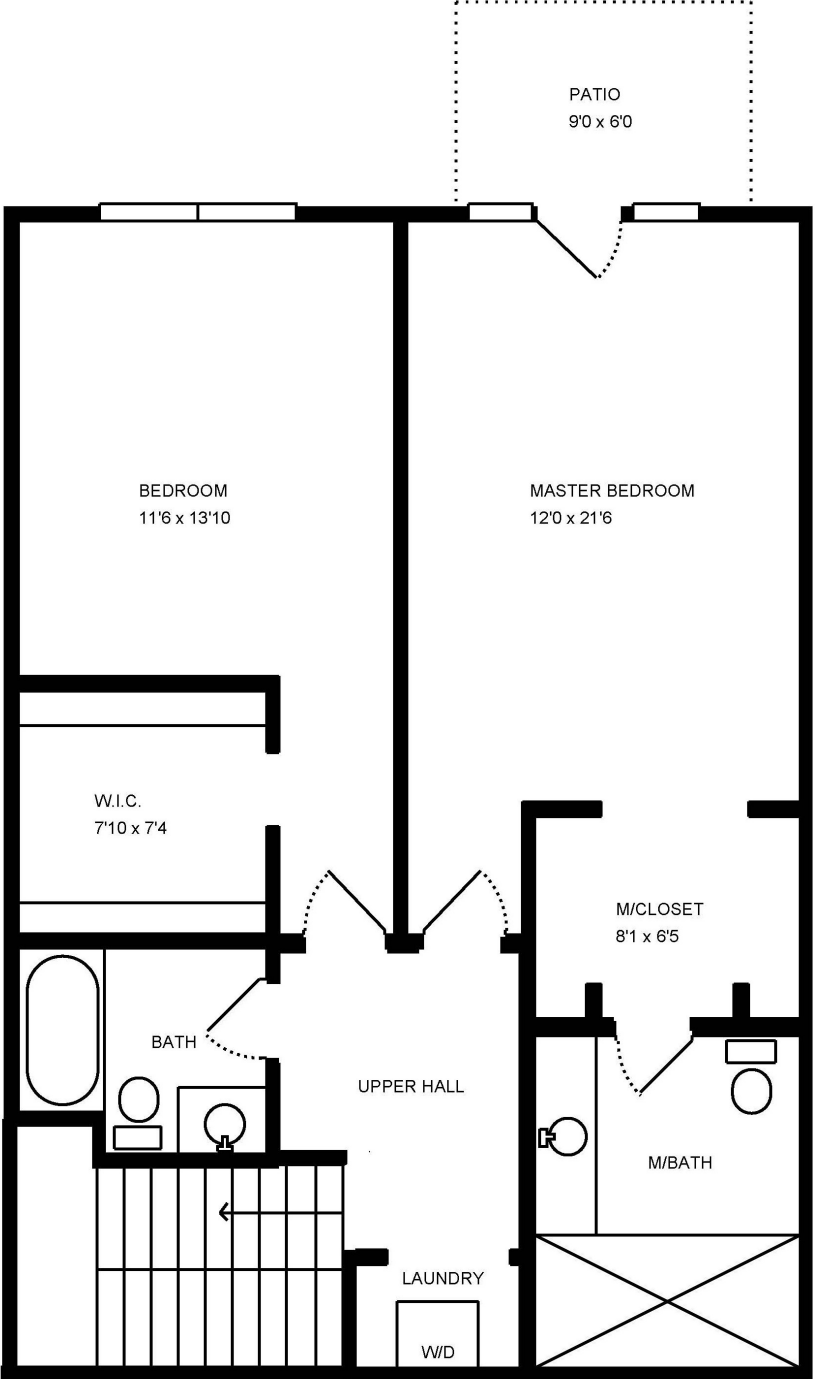 PATIO
9'0 x 6'0
BEDROOM
11'6 x 13'10
MASTER BEDROOM
12'0 x 21'6
W.I.C.
7'10 x 7'4
M/CLOSET
8'1 x 6'5
BATH
UPPER HALL
M/BATH
LAUNDRY
W/D